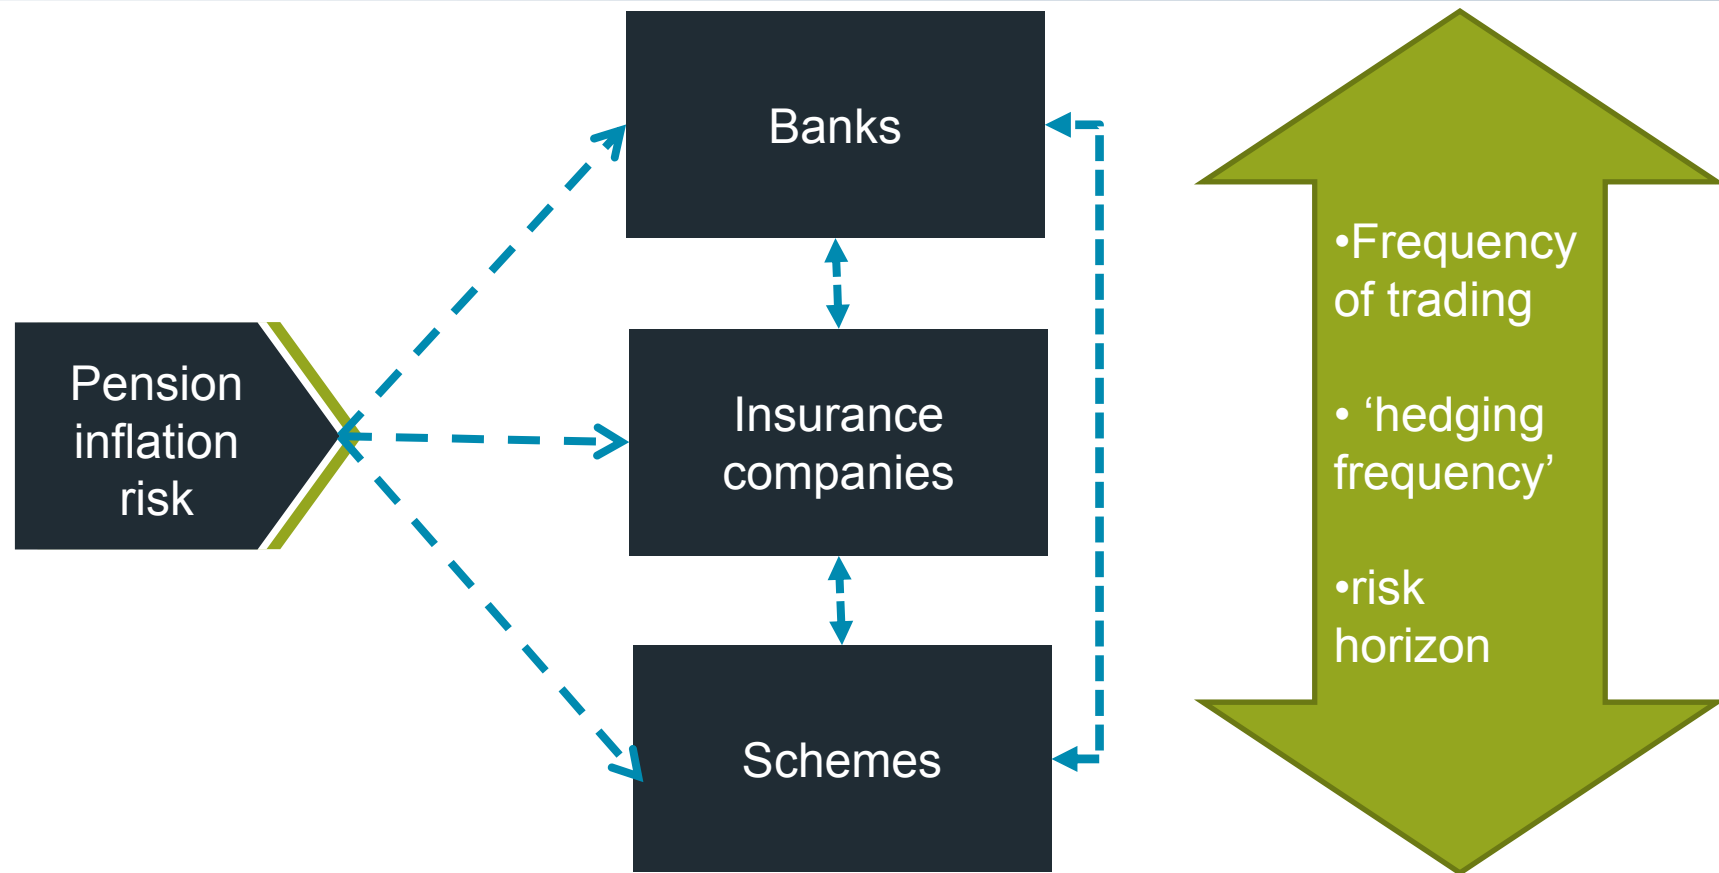 Banks
Pension
inflation
risk
Insurance
companies
Schemes
•Frequency
of trading
• ‘hedging
frequency’
•risk
horizon